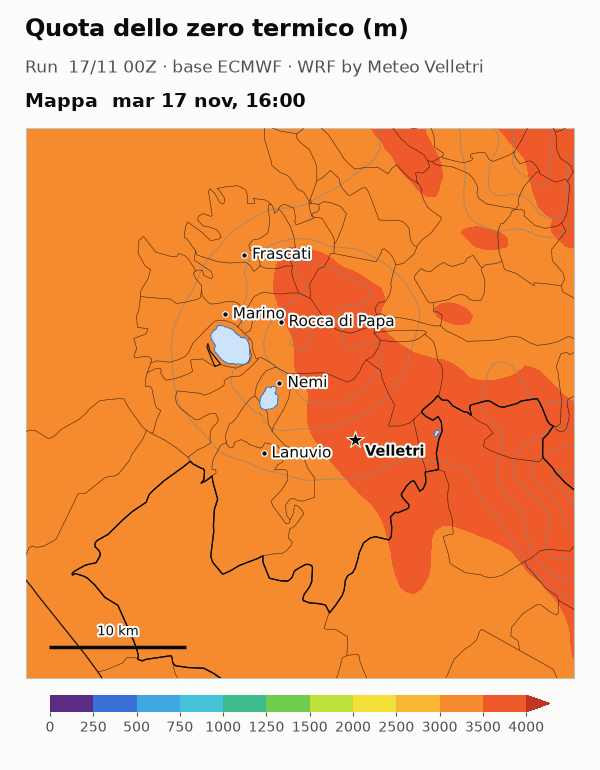 Quota dello zero termico (m)
Run  17/11 00Z · base ECMWF · WRF by Meteo Velletri
Mappa  mar 17 nov, 16:00
Frascati
Marino
Rocca di Papa
Nemi
Velletri
Lanuvio
10 km
0 250 500 750 1000 1250 1500 2000 2500 3000 3500 4000